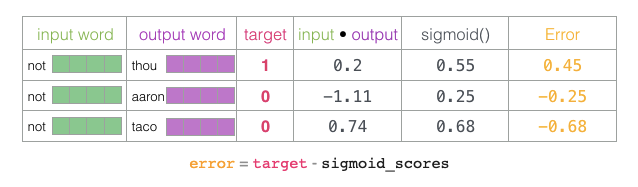 input word output word target input • output sigmoid() Error
not thou 1 0.2 0.55 0.45
not aaron 0 -1.11 0.25 -0.25
not taco 0 0.74 0.68 -0.68
error = target - sigmoid_scores